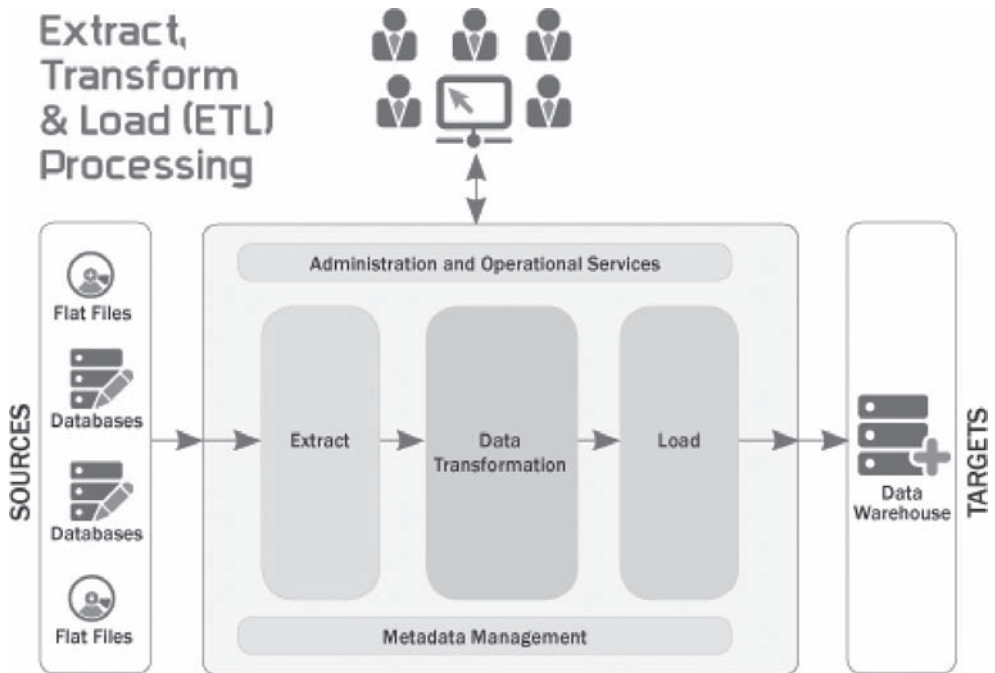 Extract,
Transform
& Load (ETL)
Processing
SOURCES
Flat Files
Databases
Databases
Flat Files
Administration and Operational Services
Extract
Data
Transformation
Load
Metadata Management
Data
Warehouse
TARGETS